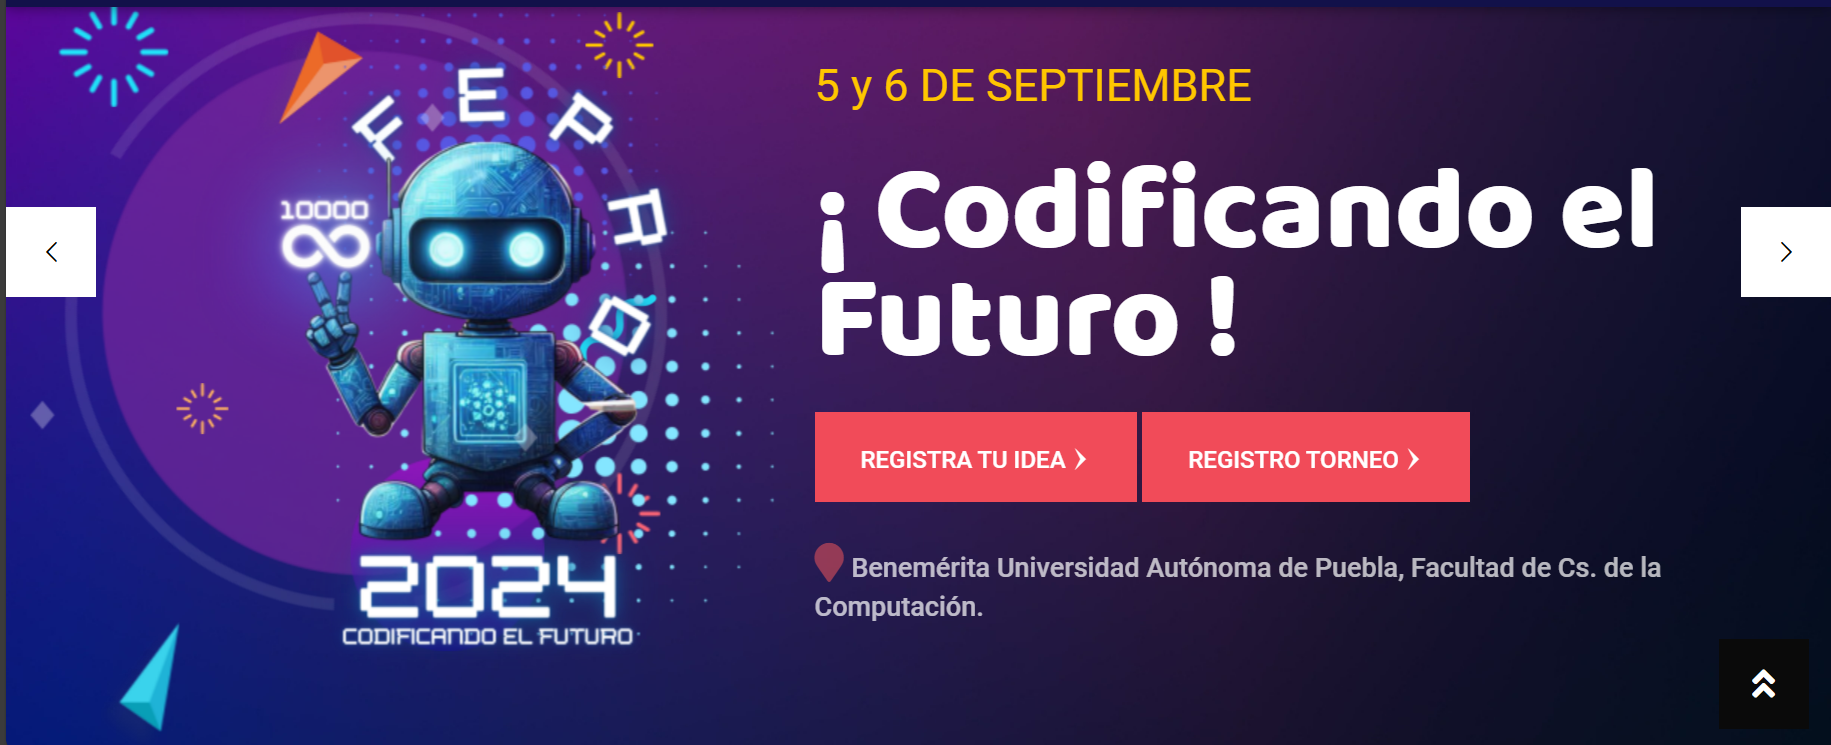 FEPRO
10000
2024
CODIFICANDO EL FUTURO
5 y 6 DE SEPTIEMBRE
¡ Codificando el
Futuro !
REGISTRA TU IDEA
REGISTRO TORNEO
Benemérita Universidad Autónoma de Puebla, Facultad de Cs. de la
Computación.